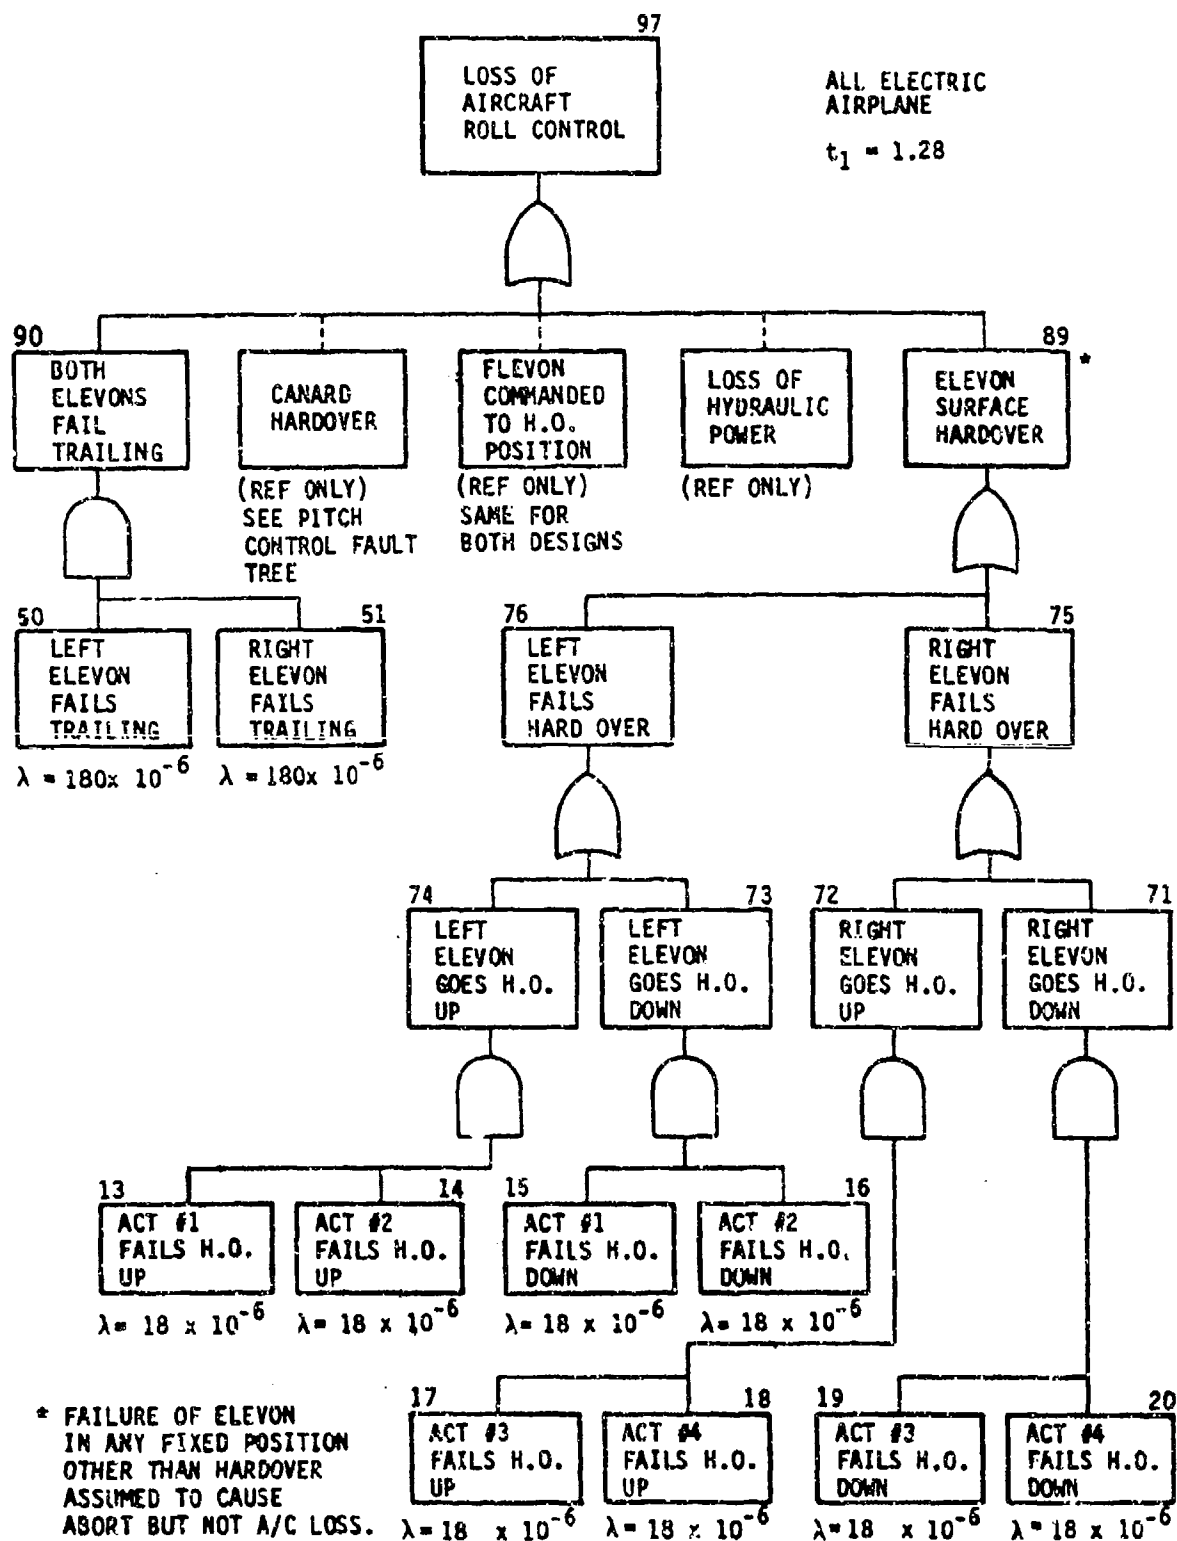 97
LOSS OF
AIRCRAFT
ROLL CONTROL
ALL ELECTRIC
AIRPLANE
t1 = 1.28
90
BOTH
ELEVONS
FAIL
TRAILING
CANARD
HARDOVER
(REF ONLY)
SEE PITCH
CONTROL FAULT
TREE
FLEVON
COMMANDED
TO H.O.
POSITION
(REF ONLY)
SAME FOR
BOTH DESIGNS
LOSS OF
HYDRAULIC
POWER
(REF ONLY)
89
*
ELEVON
SURFACE
HARDOVER
50
LEFT
ELEVON
FAILS
TRAILING
λ = 180x 10^-6
51
RIGHT
ELEVON
FAILS
TRAILING
λ = 180x 10^-6
76
LEFT
ELEVON
FAILS
HARD OVER
75
RIGHT
ELEVON
FAILS
HARD OVER
74
LEFT
ELEVON
GOES H.O.
UP
73
LEFT
ELEVON
GOES H.O.
DOWN
72
RIGHT
ELEVON
GOES H.O.
UP
71
RIGHT
ELEVON
GOES H.O.
DOWN
13
ACT #1
FAILS H.O.
UP
λ= 18 x 10^-6
14
ACT #2
FAILS H.O.
UP
λ= 18 x 10^-6
15
ACT #1
FAILS H.O.
DOWN
λ= 18 x 10^-6
16
ACT #2
FAILS H.O.
DOWN
λ= 18 x 10^-6
17
ACT #3
FAILS H.O.
UP
λ=18 x 10^-6
18
ACT #4
FAILS H.O.
UP
λ=18 x 10^-6
19
ACT #3
FAILS H.O.
DOWN
λ=18 x 10^-6
20
ACT #4
FAILS H.O.
DOWN
λ=18 x 10^-6
* FAILURE OF ELEVON
IN ANY FIXED POSITION
OTHER THAN HARDOVER
ASSUMED TO CAUSE
ABORT BUT NOT A/C LOSS.